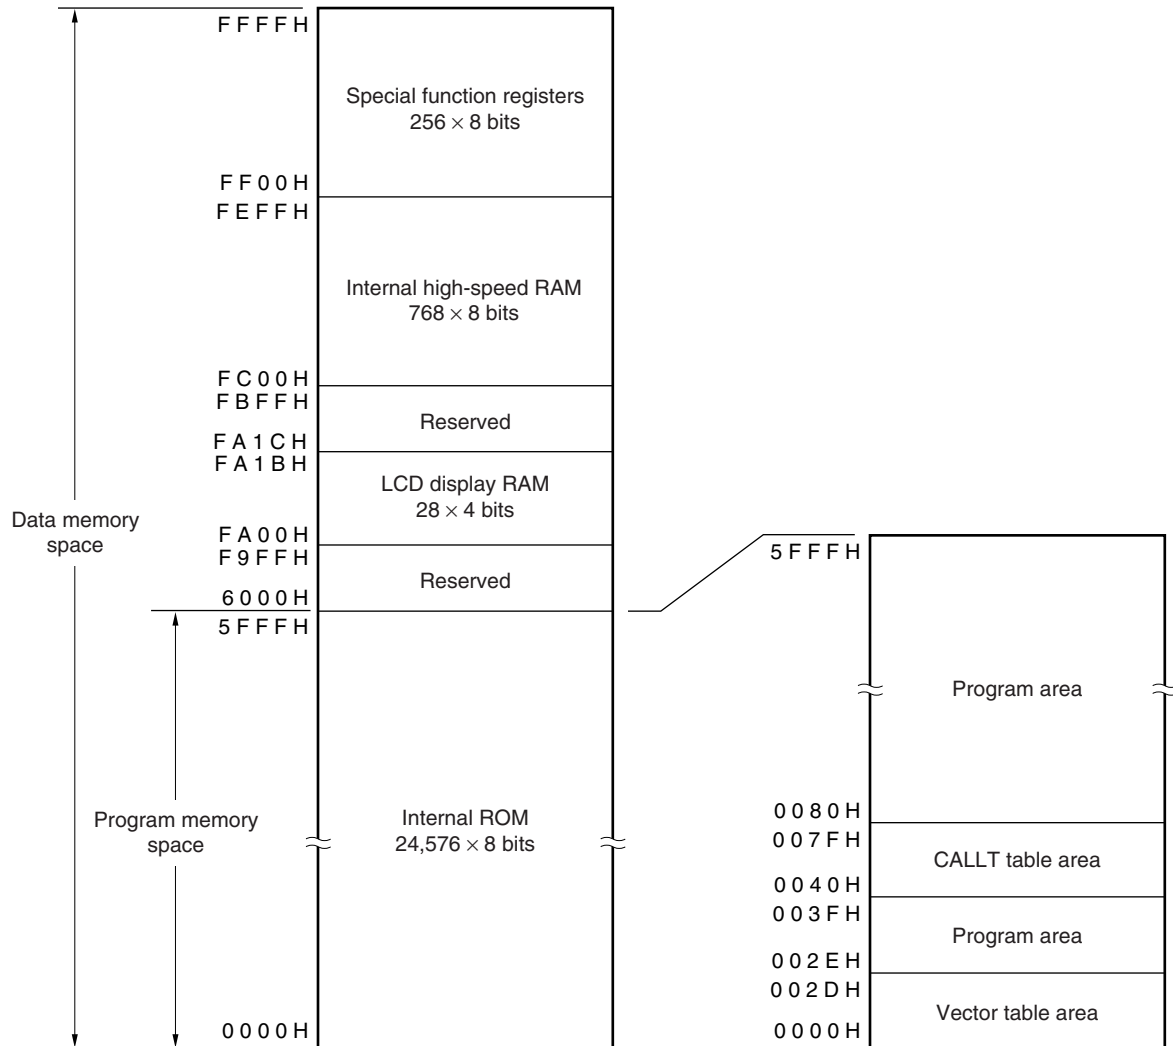 FFFFH
Special function registers
256 × 8 bits
FF00H
FEFFH
Internal high-speed RAM
768 × 8 bits
FC00H
FBFFH
Reserved
FA1CH
FA1BH
LCD display RAM
28 × 4 bits
FA00H
F9FFH
Reserved
6000H
5FFFH
Data memory
space
Program memory
space
Internal ROM
24,576 × 8 bits
0000H
5FFFH
Program area
0080H
007FH
CALLT table area
0040H
003FH
Program area
002EH
002DH
Vector table area
0000H